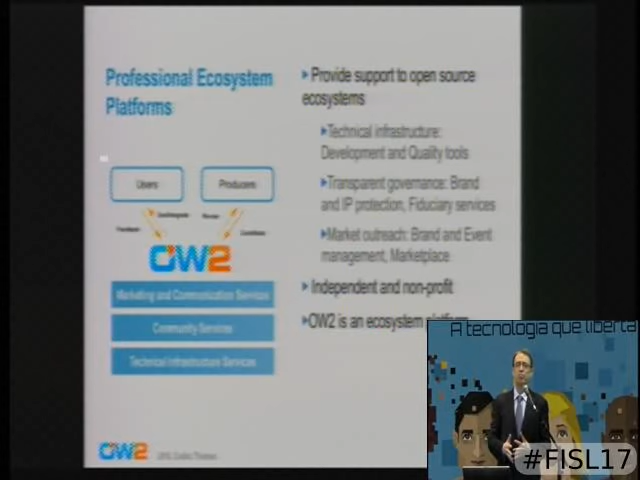 Professional Ecosystem
Platforms
Users
Producers
OW2
Marketing and Communication Services
Community Services
Technical Infrastructure Services
OW2
Provide support to open source
ecosystems
Technical infrastructure:
Development and Quality tools
Transparent governance: Brand
and IP protection, Fiduciary services
Market outreach: Brand and Event
management, Marketplace
Independent and non-profit
OW2 is an ecosystem platform
A tecnologia que liberta
#FISL17